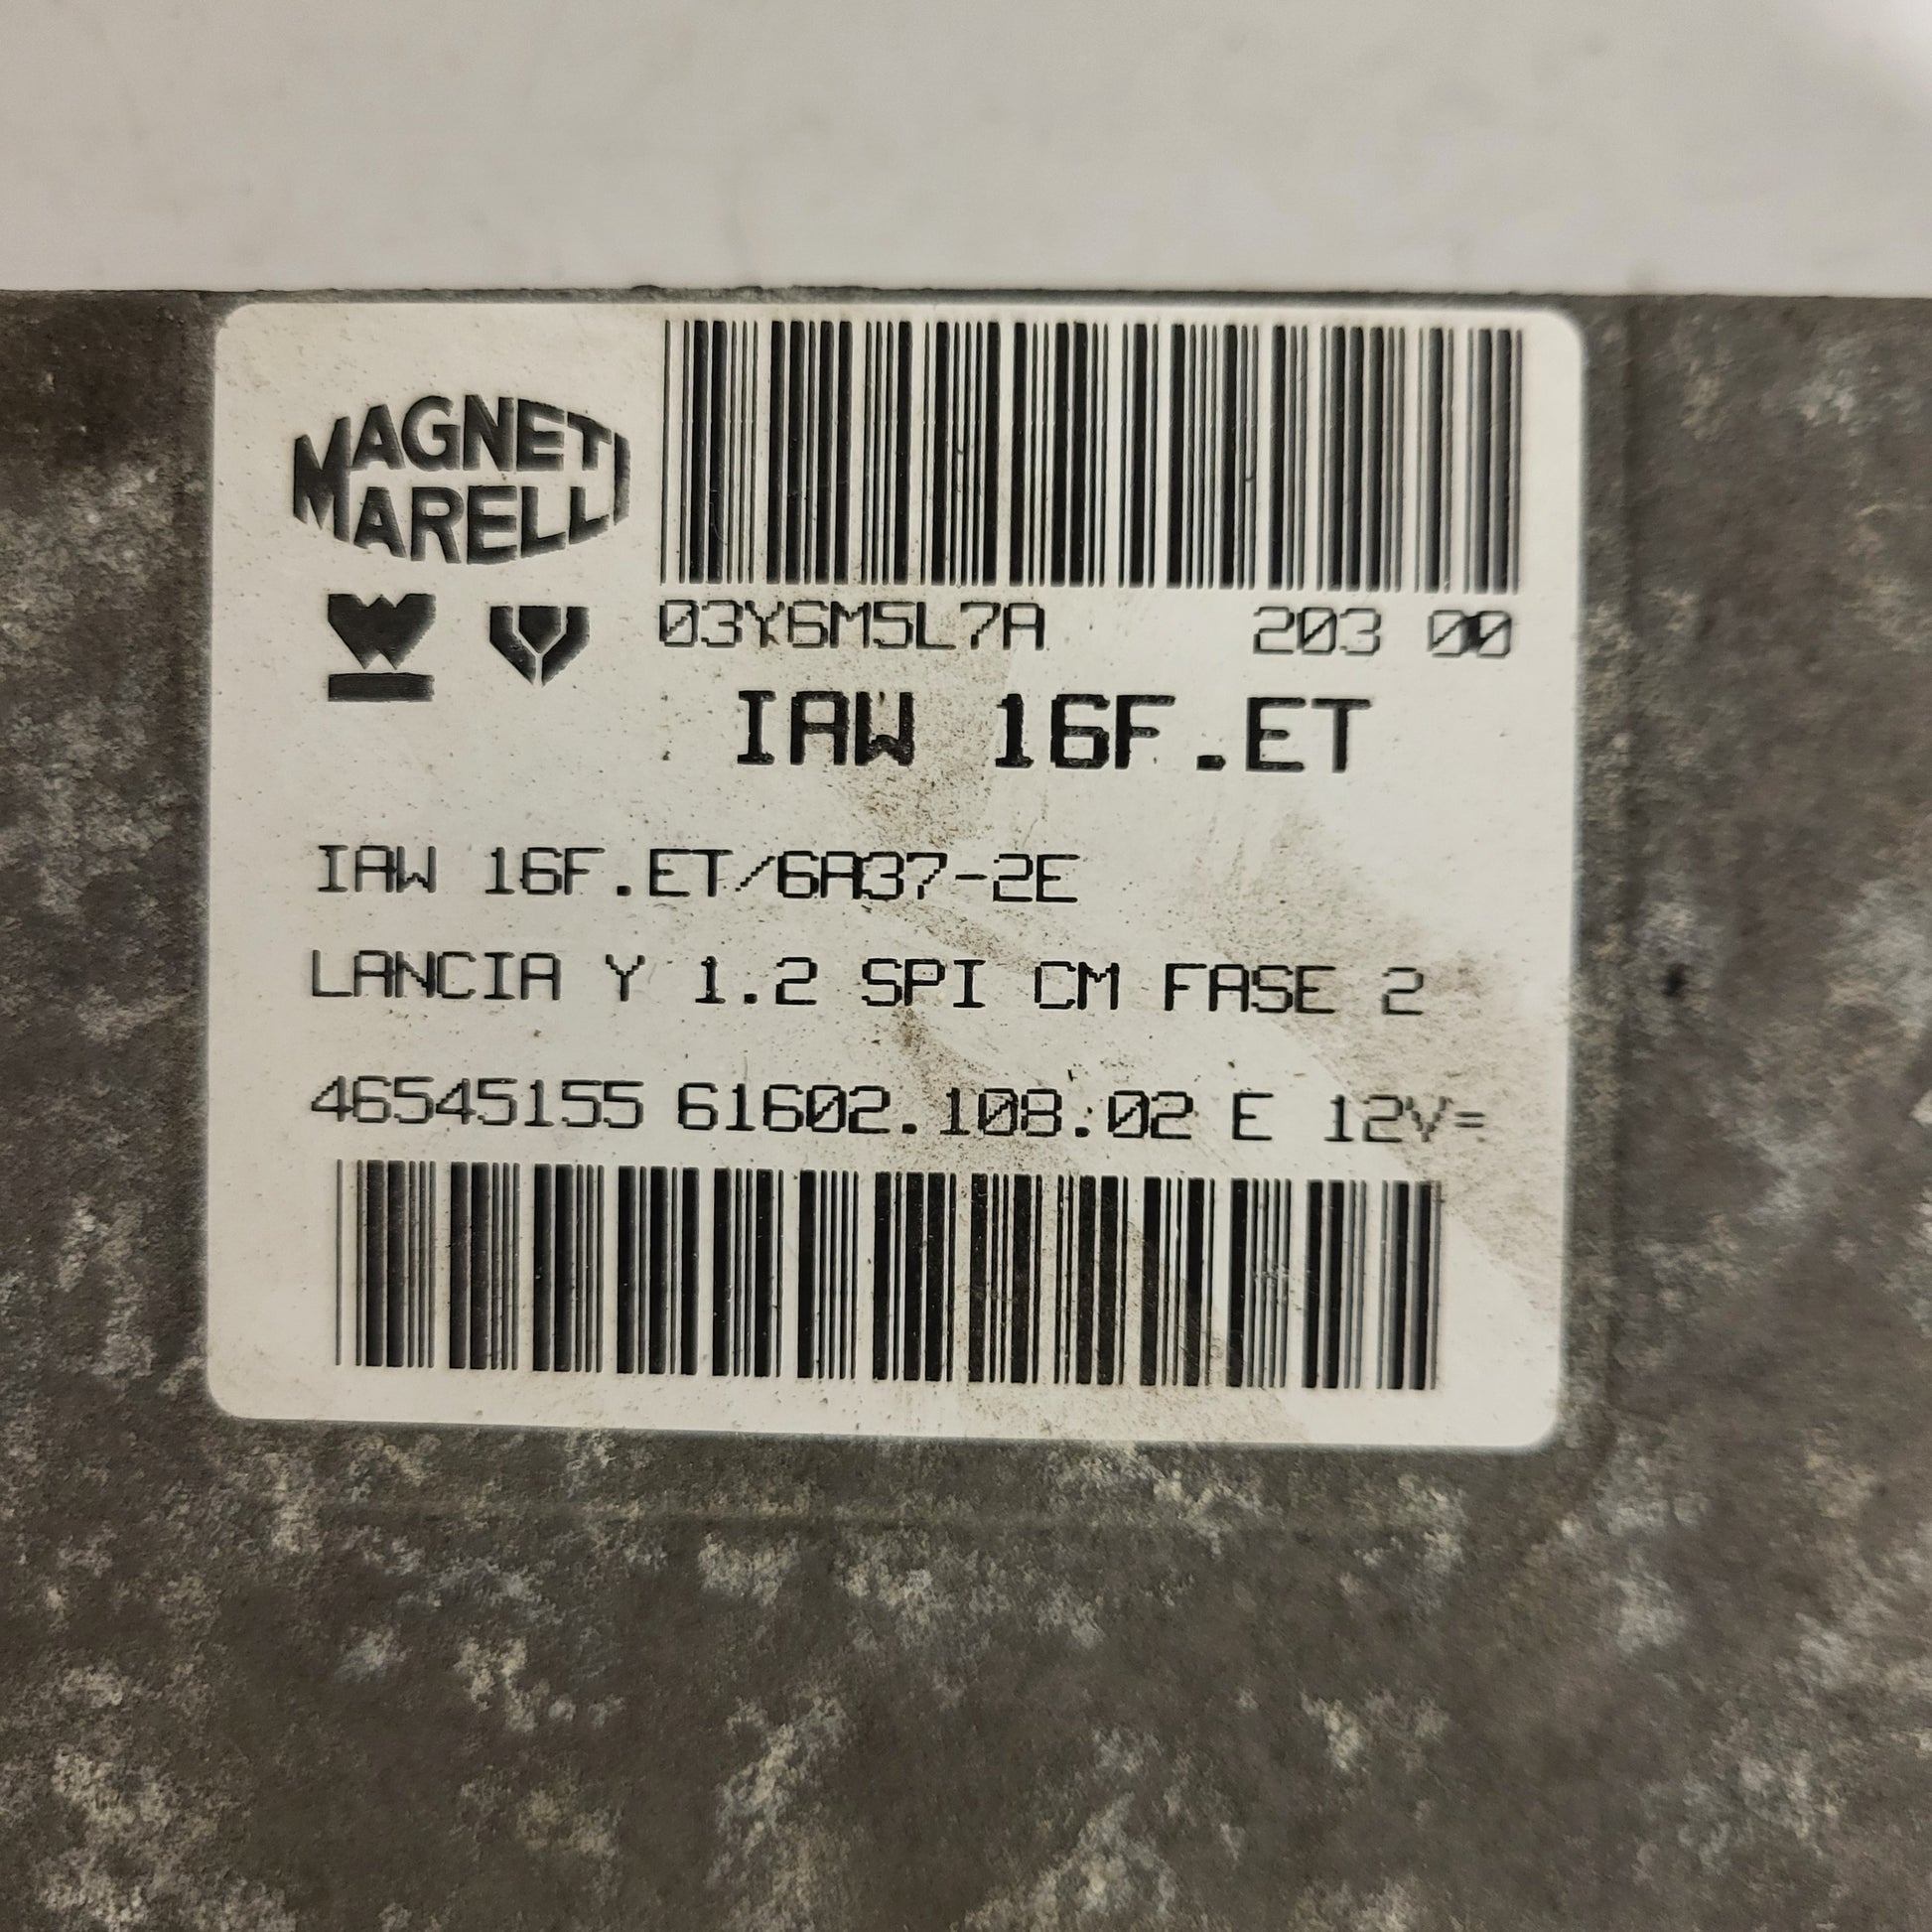 MAGNETI
MARELLI
03Y6M5L7A 203 00
IAW 16F.ET
IAW 16F.ET/6A37-2E
LANCIA Y 1.2 SPI CM FASE 2
46545155 61602.108.02 E 12V=